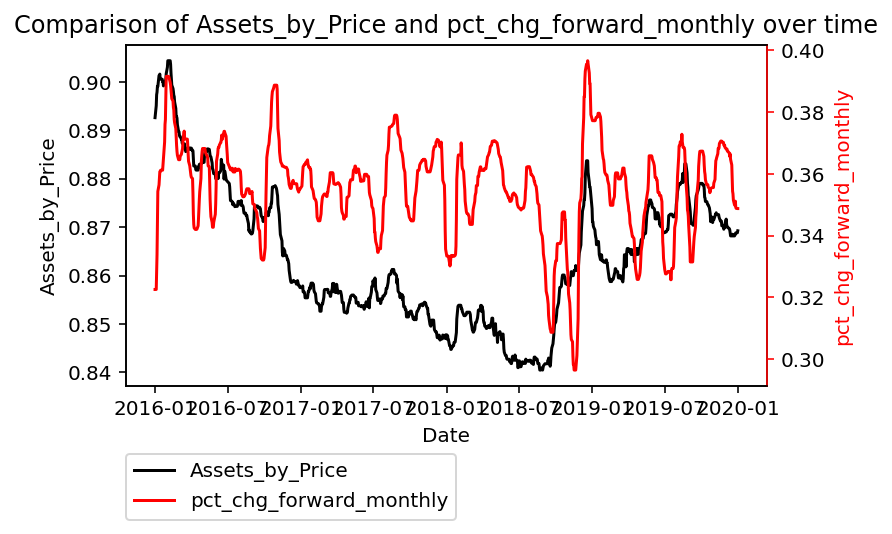 Comparison of Assets_by_Price and pct_chg_forward_monthly over time
0.90
0.89
0.88
0.87
0.86
0.85
0.84
Assets_by_Price
0.40
0.38
0.36
0.34
0.32
0.30
pct_chg_forward_monthly
2016-01 2016-07 2017-01 2017-07 2018-01 2018-07 2019-01 2019-07 2020-01
Date
Assets_by_Price
pct_chg_forward_monthly